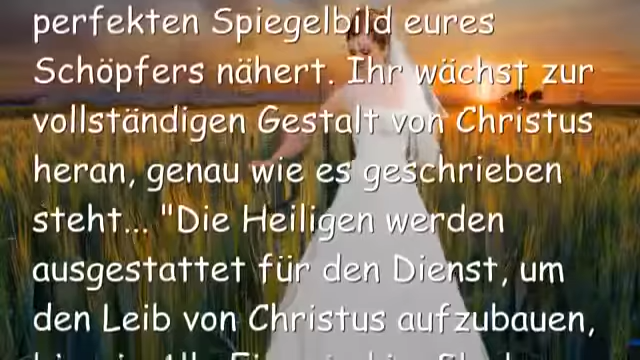 perfekten Spiegelbild eures
Schöpfers nähert. Ihr wächst zur
vollständigen Gestalt von Christus
heran, genau wie es geschrieben
steht... "Die Heiligen werden
ausgestattet für den Dienst, um
den Leib von Christus aufzubauen,